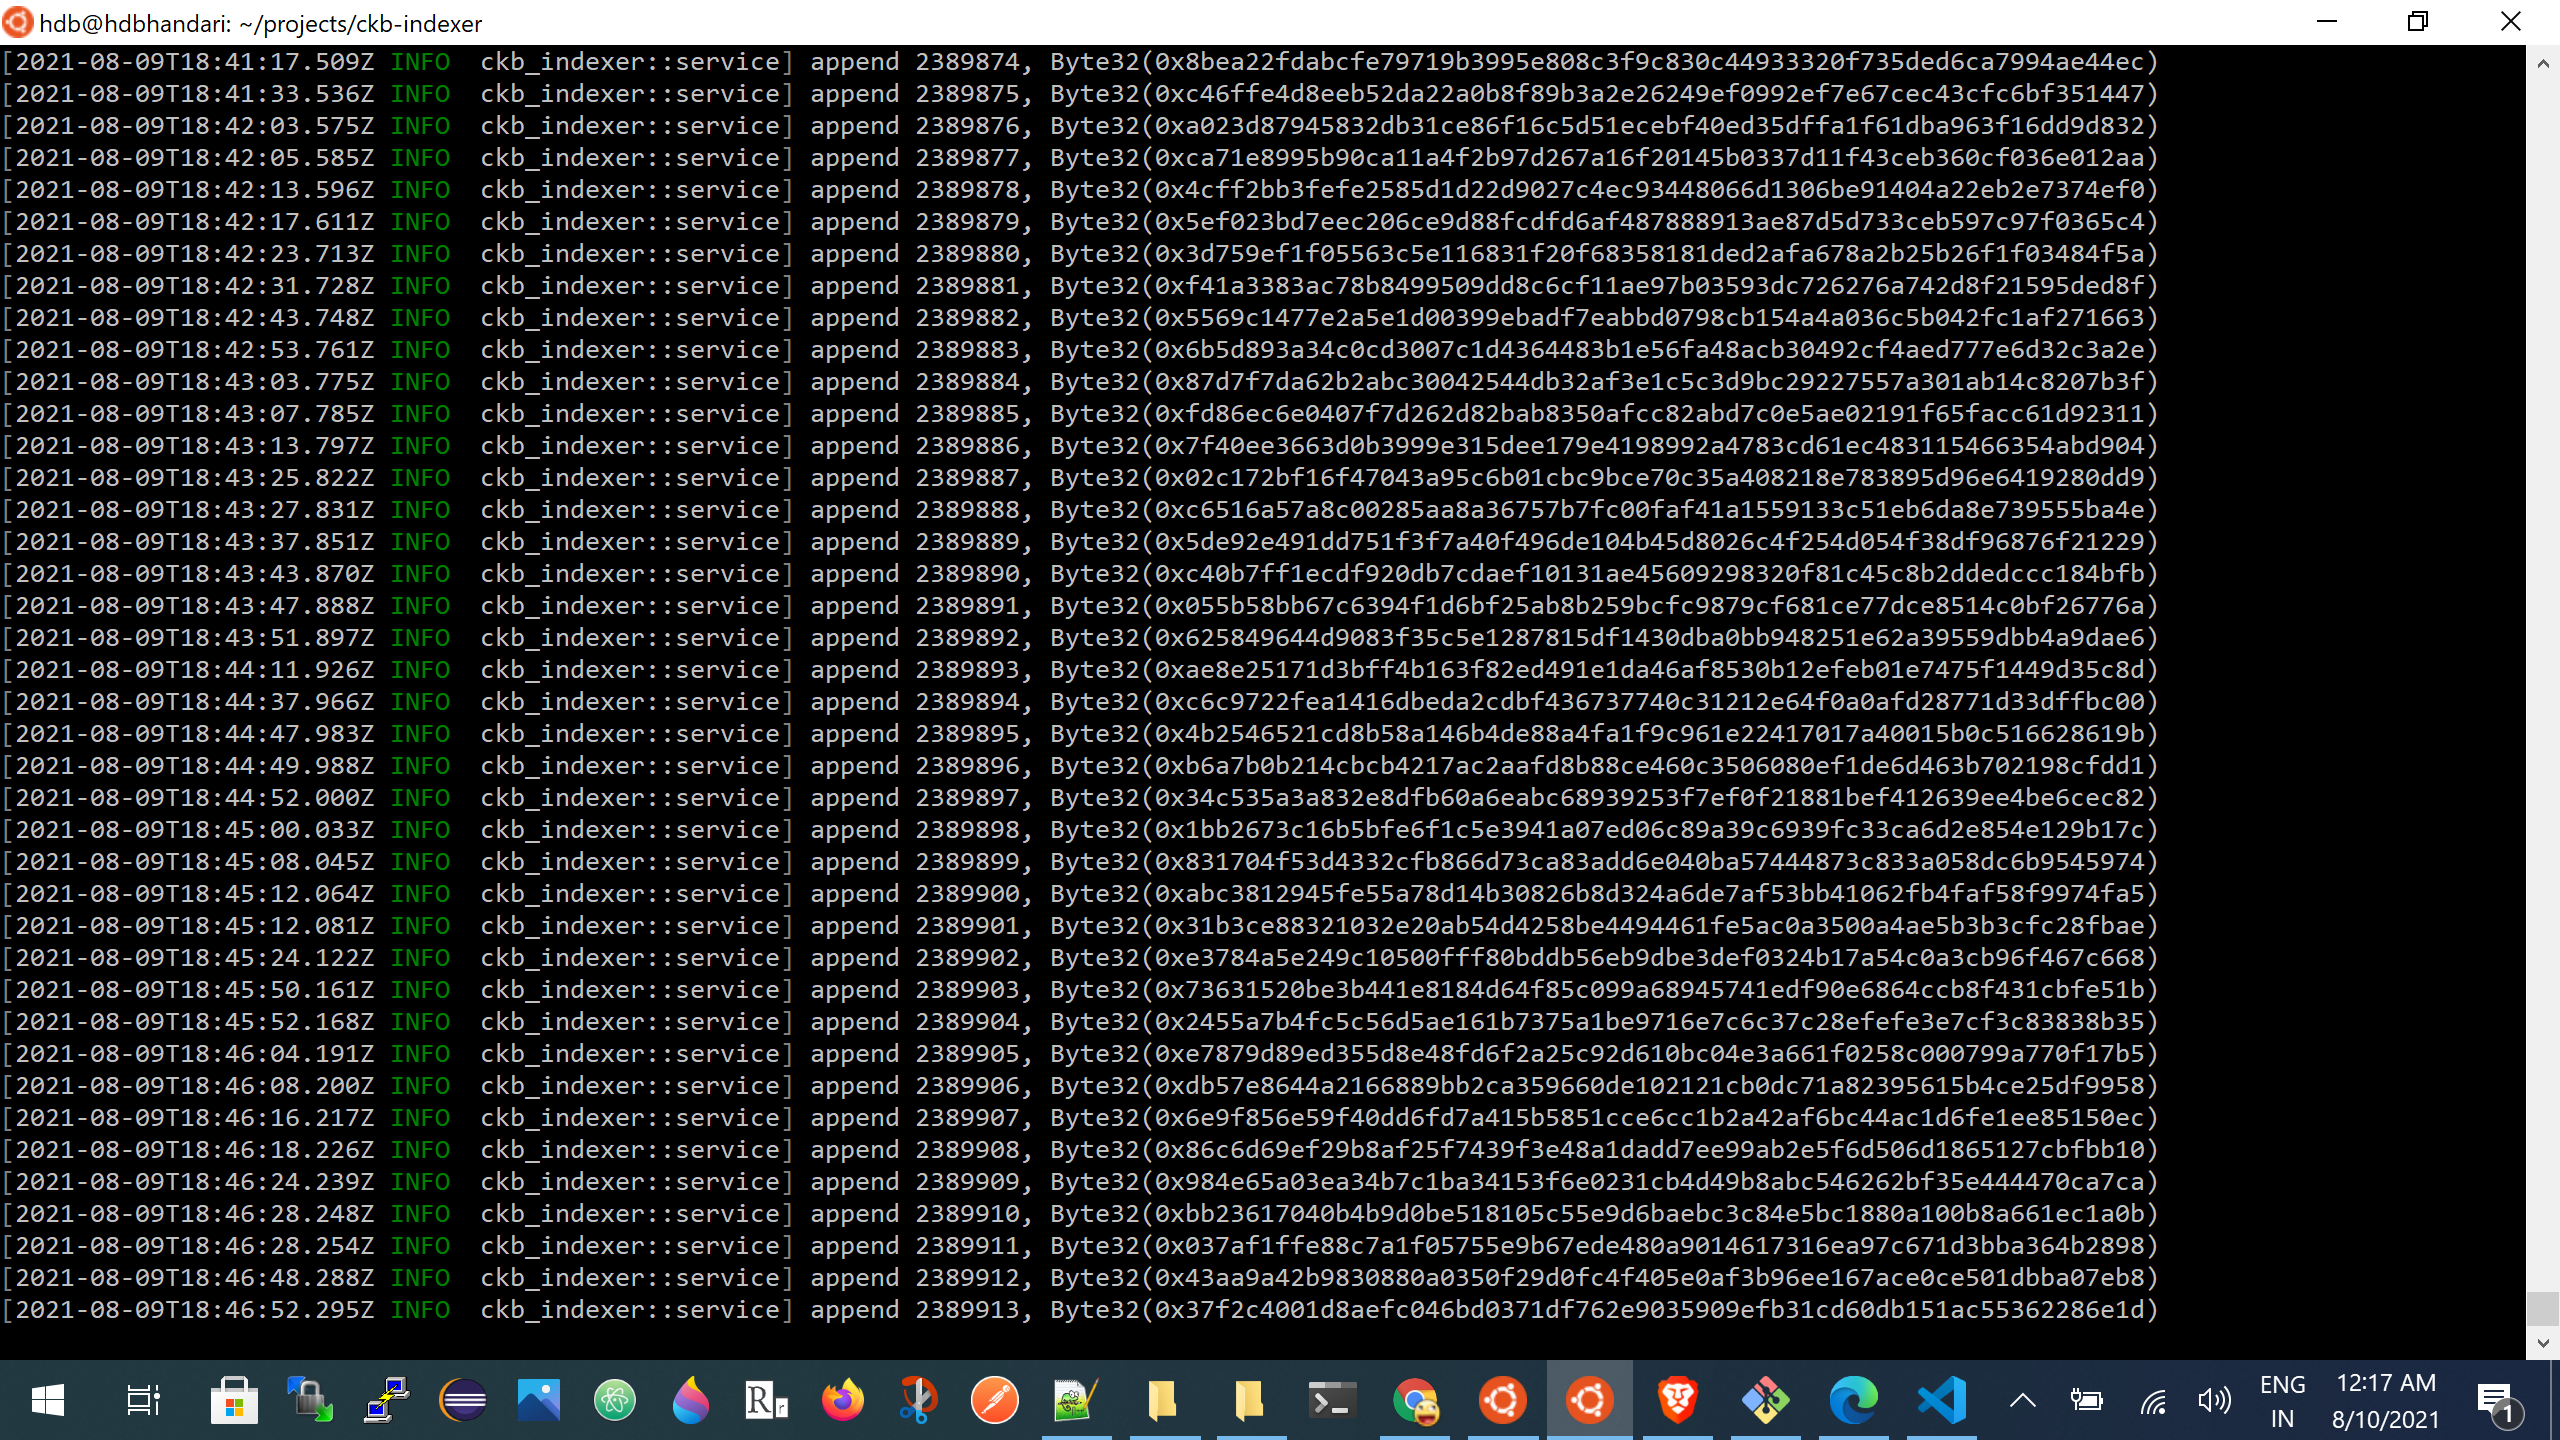 hdb@hdbhandari: ~/projects/ckb-indexer
[2021-08-09T18:41:17.509Z INFO  ckb_indexer::service] append 2389874, Byte32(0x8bea22fdabcfe79719b3995e808c3f9c830c44933320f735ded6ca7994ae44ec)
[2021-08-09T18:41:33.536Z INFO  ckb_indexer::service] append 2389875, Byte32(0xc46ffe4d8eeb52da22a0b8f89b3a2e26249ef0992ef7e67cec43cfc6bf351447)
[2021-08-09T18:42:03.575Z INFO  ckb_indexer::service] append 2389876, Byte32(0xa023d87945832db31ce86f16c5d51ecebf40ed35dffa1f61dba963f16dd9d832)
[2021-08-09T18:42:05.585Z INFO  ckb_indexer::service] append 2389877, Byte32(0xca71e8995b90ca11a4f2b97d267a16f20145b0337d11f43ceb360cf036e012aa)
[2021-08-09T18:42:13.596Z INFO  ckb_indexer::service] append 2389878, Byte32(0x4cff2bb3fefe2585d1d22d9027c4ec93448066d1306be91404a22eb2e7374ef0)
[2021-08-09T18:42:17.611Z INFO  ckb_indexer::service] append 2389879, Byte32(0x5ef023bd7eec206ce9d88fcdfd6af487888913ae87d5d733ceb597c97f0365c4)
[2021-08-09T18:42:23.713Z INFO  ckb_indexer::service] append 2389880, Byte32(0x3d759ef1f05563c5e116831f20f68358181ded2afa678a2b25b26f1f03484f5a)
[2021-08-09T18:42:31.728Z INFO  ckb_indexer::service] append 2389881, Byte32(0xf41a3383ac78b8499509dd8c6cf11ae97b03593dc726276a742d8f21595ded8f)
[2021-08-09T18:42:43.748Z INFO  ckb_indexer::service] append 2389882, Byte32(0x5569c1477e2a5e1d00399ebadf7eabbd0798cb154a4a036c5b042fc1af271663)
[2021-08-09T18:42:53.761Z INFO  ckb_indexer::service] append 2389883, Byte32(0x6b5d893a34c0cd3007c1d4364483b1e56fa48acb30492cf4aed777e6d32c3a2e)
[2021-08-09T18:43:03.775Z INFO  ckb_indexer::service] append 2389884, Byte32(0x87d7f7da62b2abc30042544db32af3e1c5c3d9bc29227557a301ab14c8207b3f)
[2021-08-09T18:43:07.785Z INFO  ckb_indexer::service] append 2389885, Byte32(0xfd86ec6e0407f7d262d82bab8350afcc82abd7c0e5ae02191f65facc61d92311)
[2021-08-09T18:43:13.797Z INFO  ckb_indexer::service] append 2389886, Byte32(0x7f40ee3663d0b3999e315dee179e4198992a4783cd61ec483115466354abd904)
[2021-08-09T18:43:25.822Z INFO  ckb_indexer::service] append 2389887, Byte32(0x02c172bf16f47043a95c6b01cbc9bce70c35a408218e783895d96e6419280dd9)
[2021-08-09T18:43:27.831Z INFO  ckb_indexer::service] append 2389888, Byte32(0xc6516a57a8c00285aa8a36757b7fc00faf41a1559133c51eb6da8e739555ba4e)
[2021-08-09T18:43:37.851Z INFO  ckb_indexer::service] append 2389889, Byte32(0x5de92e491dd751f3f7a40f496de104b45d8026c4f254d054f38df96876f21229)
[2021-08-09T18:43:43.870Z INFO  ckb_indexer::service] append 2389890, Byte32(0xc40b7ff1ecdf920db7cdaef10131ae45609298320f81c45c8b2ddedccc184bfb)
[2021-08-09T18:43:47.888Z INFO  ckb_indexer::service] append 2389891, Byte32(0x055b58bb67c6394f1d6bf25ab8b259bcfc9879cf681ce77dce8514c0bf26776a)
[2021-08-09T18:43:51.897Z INFO  ckb_indexer::service] append 2389892, Byte32(0x625849644d9083f35c5e1287815df1430dba0bb948251e62a39559dbb4a9dae6)
[2021-08-09T18:44:11.926Z INFO  ckb_indexer::service] append 2389893, Byte32(0xae8e25171d3bff4b163f82ed491e1da46af8530b12efeb01e7475f1449d35c8d)
[2021-08-09T18:44:37.966Z INFO  ckb_indexer::service] append 2389894, Byte32(0xc6c9722fea1416dbeda2cdbf436737740c31212e64f0a0afd28771d33dffbc00)
[2021-08-09T18:44:47.983Z INFO  ckb_indexer::service] append 2389895, Byte32(0x4b2546521cd8b58a146b4de88a4fa1f9c961e22417017a40015b0c516628619b)
[2021-08-09T18:44:49.988Z INFO  ckb_indexer::service] append 2389896, Byte32(0xb6a7b0b214cbcb4217ac2aafd8b88ce460c3506080ef1de6d463b702198cfdd1)
[2021-08-09T18:44:52.000Z INFO  ckb_indexer::service] append 2389897, Byte32(0x34c535a3a832e8dfb60a6eabc68939253f7ef0f21881bef412639ee4be6cec82)
[2021-08-09T18:45:00.033Z INFO  ckb_indexer::service] append 2389898, Byte32(0x1bb2673c16b5bfe6f1c5e3941a07ed06c89a39c6939fc33ca6d2e854e129b17c)
[2021-08-09T18:45:08.045Z INFO  ckb_indexer::service] append 2389899, Byte32(0x831704f53d4332cfb866d73ca83add6e040ba57444873c833a058dc6b9545974)
[2021-08-09T18:45:12.064Z INFO  ckb_indexer::service] append 2389900, Byte32(0xabc3812945fe55a78d14b30826b8d324a6de7af53bb41062fb4faf58f9974fa5)
[2021-08-09T18:45:12.081Z INFO  ckb_indexer::service] append 2389901, Byte32(0x31b3ce88321032e20ab54d4258be4494461fe5ac0a3500a4ae5b3b3cfc28fbae)
[2021-08-09T18:45:24.122Z INFO  ckb_indexer::service] append 2389902, Byte32(0xe3784a5e249c10500fff80bddb56eb9dbe3def0324b17a54c0a3cb96f467c668)
[2021-08-09T18:45:50.161Z INFO  ckb_indexer::service] append 2389903, Byte32(0x73631520be3b441e8184d64f85c099a68945741edf90e6864ccb8f431cbfe51b)
[2021-08-09T18:45:52.168Z INFO  ckb_indexer::service] append 2389904, Byte32(0x2455a7b4fc5c56d5ae161b7375a1be9716e7c6c37c28efefe3e7cf3c83838b35)
[2021-08-09T18:46:04.191Z INFO  ckb_indexer::service] append 2389905, Byte32(0xe7879d89ed355d8e48fd6f2a25c92d610bc04e3a661f0258c000799a770f17b5)
[2021-08-09T18:46:08.200Z INFO  ckb_indexer::service] append 2389906, Byte32(0xdb57e8644a2166889bb2ca359660de102121cb0dc71a82395615b4ce25df9958)
[2021-08-09T18:46:16.217Z INFO  ckb_indexer::service] append 2389907, Byte32(0x6e9f856e59f40dd6fd7a415b5851cce6cc1b2a42af6bc44ac1d6fe1ee85150ec)
[2021-08-09T18:46:18.226Z INFO  ckb_indexer::service] append 2389908, Byte32(0x86c6d69ef29b8af25f7439f3e48a1dadd7ee99ab2e5f6d506d1865127cbfbb10)
[2021-08-09T18:46:24.239Z INFO  ckb_indexer::service] append 2389909, Byte32(0x984e65a03ea34b7c1ba34153f6e0231cb4d49b8abc546262bf35e444470ca7ca)
[2021-08-09T18:46:28.248Z INFO  ckb_indexer::service] append 2389910, Byte32(0xbb23617040b4b9d0be518105c55e9d6baebc3c84e5bc1880a100b8a661ec1a0b)
[2021-08-09T18:46:28.254Z INFO  ckb_indexer::service] append 2389911, Byte32(0x037af1ffe88c7a1f05755e9b67ede480a9014617316ea97c671d3bba364b2898)
[2021-08-09T18:46:48.288Z INFO  ckb_indexer::service] append 2389912, Byte32(0x43aa9a42b9830880a0350f29d0fc4f405e0af3b96ee167ace0ce501dbba07eb8)
[2021-08-09T18:46:52.295Z INFO  ckb_indexer::service] append 2389913, Byte32(0x37f2c4001d8aefc046bd0371df762e9035909efb31cd60db151ac55362286e1d)
Rr
ENG
IN
12:17 AM
8/10/2021
1